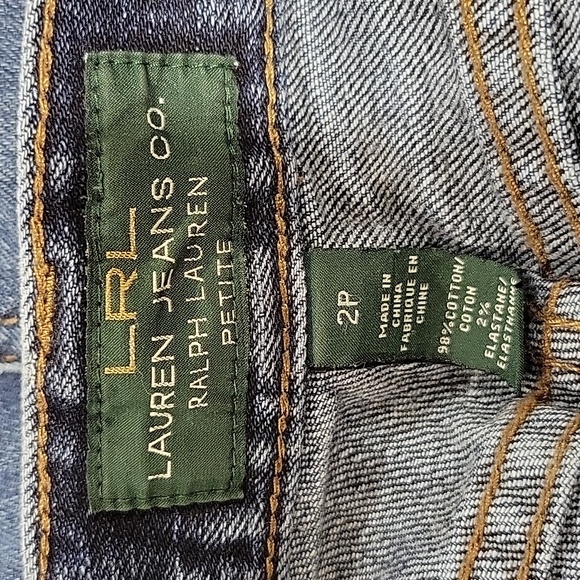 LRL
LAUREN JEANS CO.
RALPH LAUREN
PETITE
2P
MADE IN
CHINA
FABRIQUE EN
CHINE
98% COTTON/
COTON
2%
ELASTANE/
ELASTHANNE